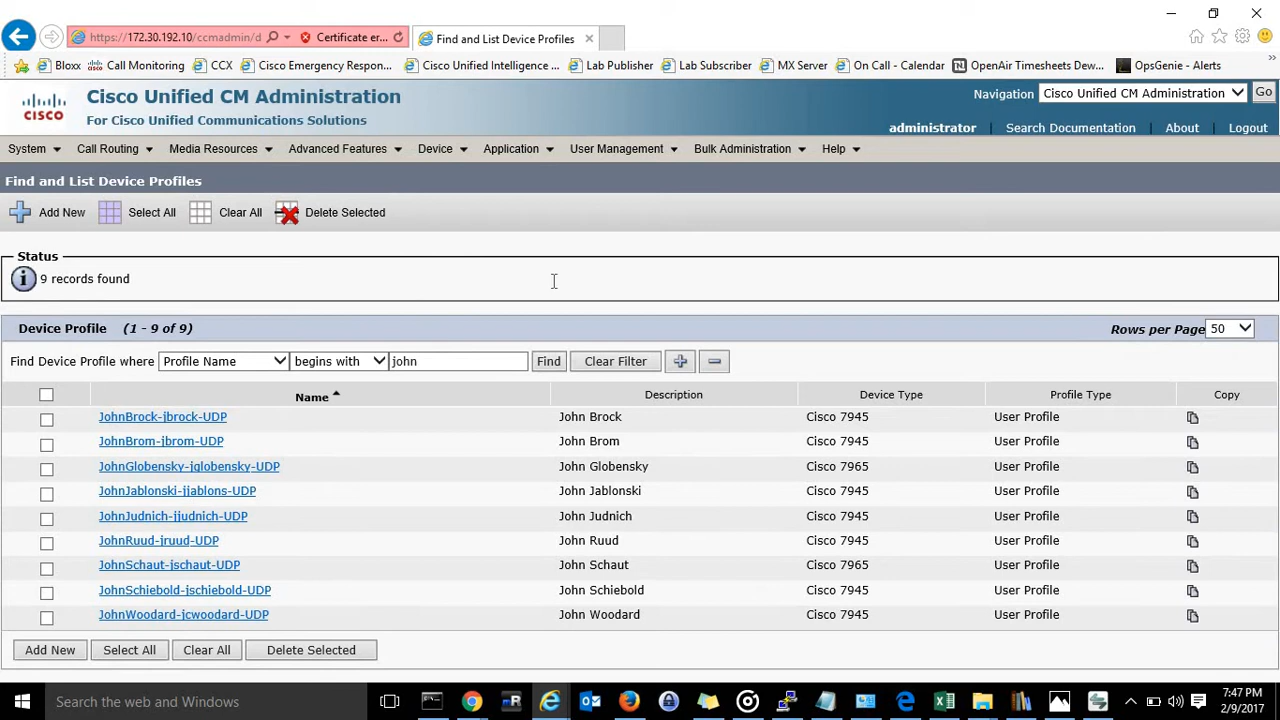 https://172.30.192.10/ccmadmin/d
Certificate er...
Find and List Device Profiles
Bloxx
Call Monitoring
CCX
Cisco Emergency Respon...
Cisco Unified Intelligence ...
Lab Publisher
Lab Subscriber
MX Server
On Call - Calendar
OpenAir Timesheets Dew...
OpsGenie - Alerts
CISCO
Cisco Unified CM Administration
For Cisco Unified Communications Solutions
Navigation Cisco Unified CM Administration Go
administrator Search Documentation About Logout
System Call Routing Media Resources Advanced Features Device Application User Management Bulk Administration Help
Find and List Device Profiles
Add New Select All Clear All Delete Selected
Status
9 records found
Device Profile (1 - 9 of 9) Rows per Page 50
Find Device Profile where Profile Name begins with john Find Clear Filter
Name Description Device Type Profile Type Copy
JohnBrock-jbrock-UDP John Brock Cisco 7945 User Profile
JohnBrom-jbrom-UDP John Brom Cisco 7945 User Profile
JohnGlobensky-jglobensky-UDP John Globensky Cisco 7965 User Profile
JohnJablonski-jjablons-UDP John Jablonski Cisco 7945 User Profile
JohnJudnich-jjudnich-UDP John Judnich Cisco 7945 User Profile
JohnRuud-jruud-UDP John Ruud Cisco 7945 User Profile
JohnSchaut-jschaut-UDP John Schaut Cisco 7965 User Profile
JohnSchiebold-jschiebold-UDP John Schiebold Cisco 7945 User Profile
JohnWoodard-jcwoodard-UDP John Woodard Cisco 7945 User Profile
Add New Select All Clear All Delete Selected
Search the web and Windows
7:47 PM
2/9/2017